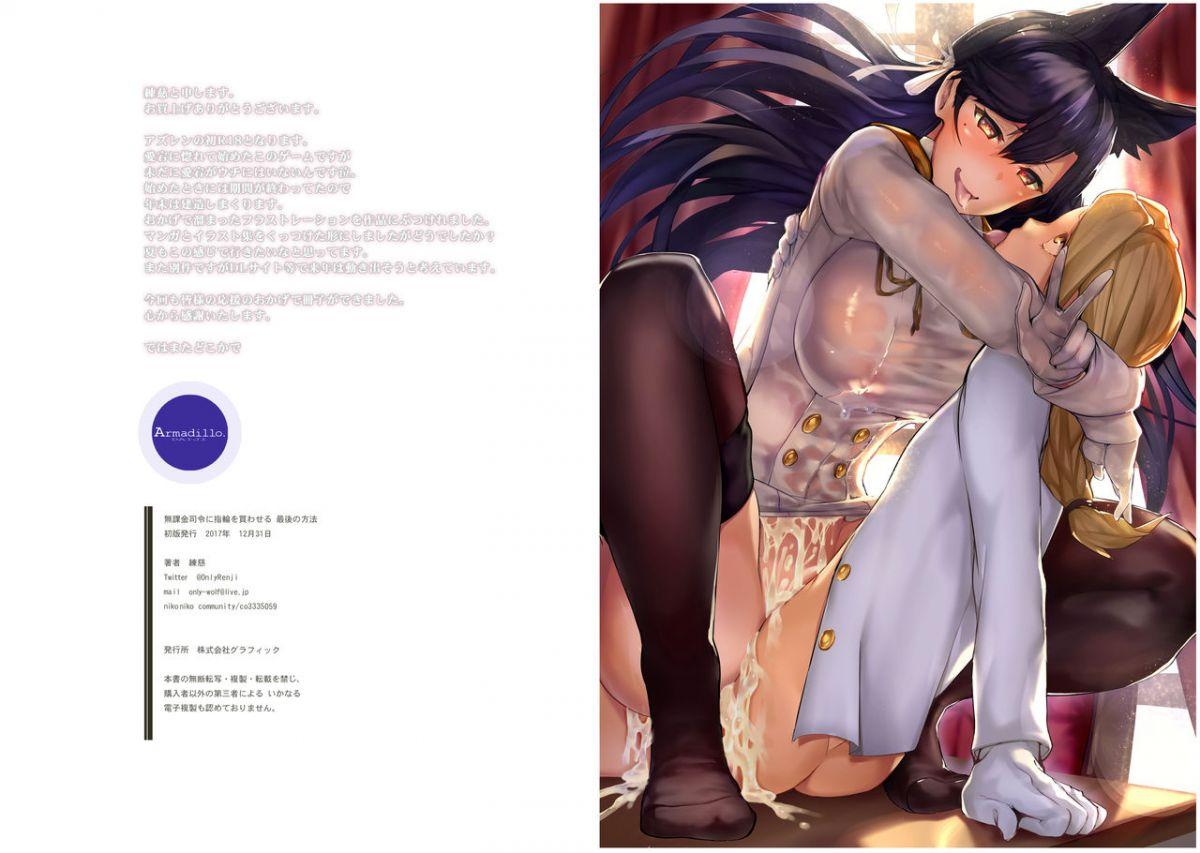 練慈と申します。
お買上げありがとうございます。
アズレンの初R18となります。
愛宕に惚れて始めたこのゲームですが
未だに愛宕がウチにはいないんです泣。
始めたときには期間が終わってたので
年末は建造しまくります。
おかげで溜まったフラストレーションを作品にぶつけれました。
マンガとイラスト集をくっつけた形にしましたがどうでしたか？
夏もこの感じで行きたいなと思ってます。
また別件ですがDLサイト等で来年は動き出そうと考えています。
今回も皆様の応援のおかげで冊子ができました。
心から感謝いたします。
ではまたどこかで
Armadillo.
無課金司令に指輪を買わせる 最後の方法
初版発行　2017年　12月31日
著者　練慈
Twitter　@OnlyRenji
mail　only-wolf@live.jp
nikoniko community/co3335059
発行所　株式会社グラフィック
本書の無断転写・複製・転載を禁じ、
購入者以外の第三者による いかなる
電子複製も認めておりません。